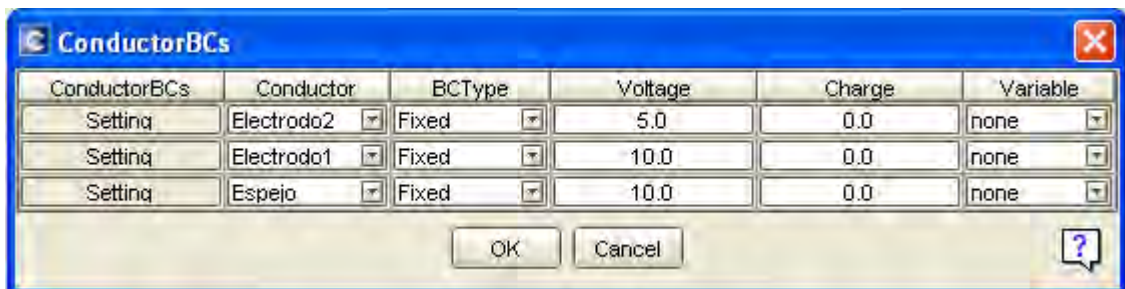 ConductorBCs
ConductorBCs Conductor BCType Voltage Charge Variable
Setting Electrodo2 Fixed 5.0 0.0 none
Setting Electrodo1 Fixed 10.0 0.0 none
Setting Espejo Fixed 10.0 0.0 none
OK Cancel ?